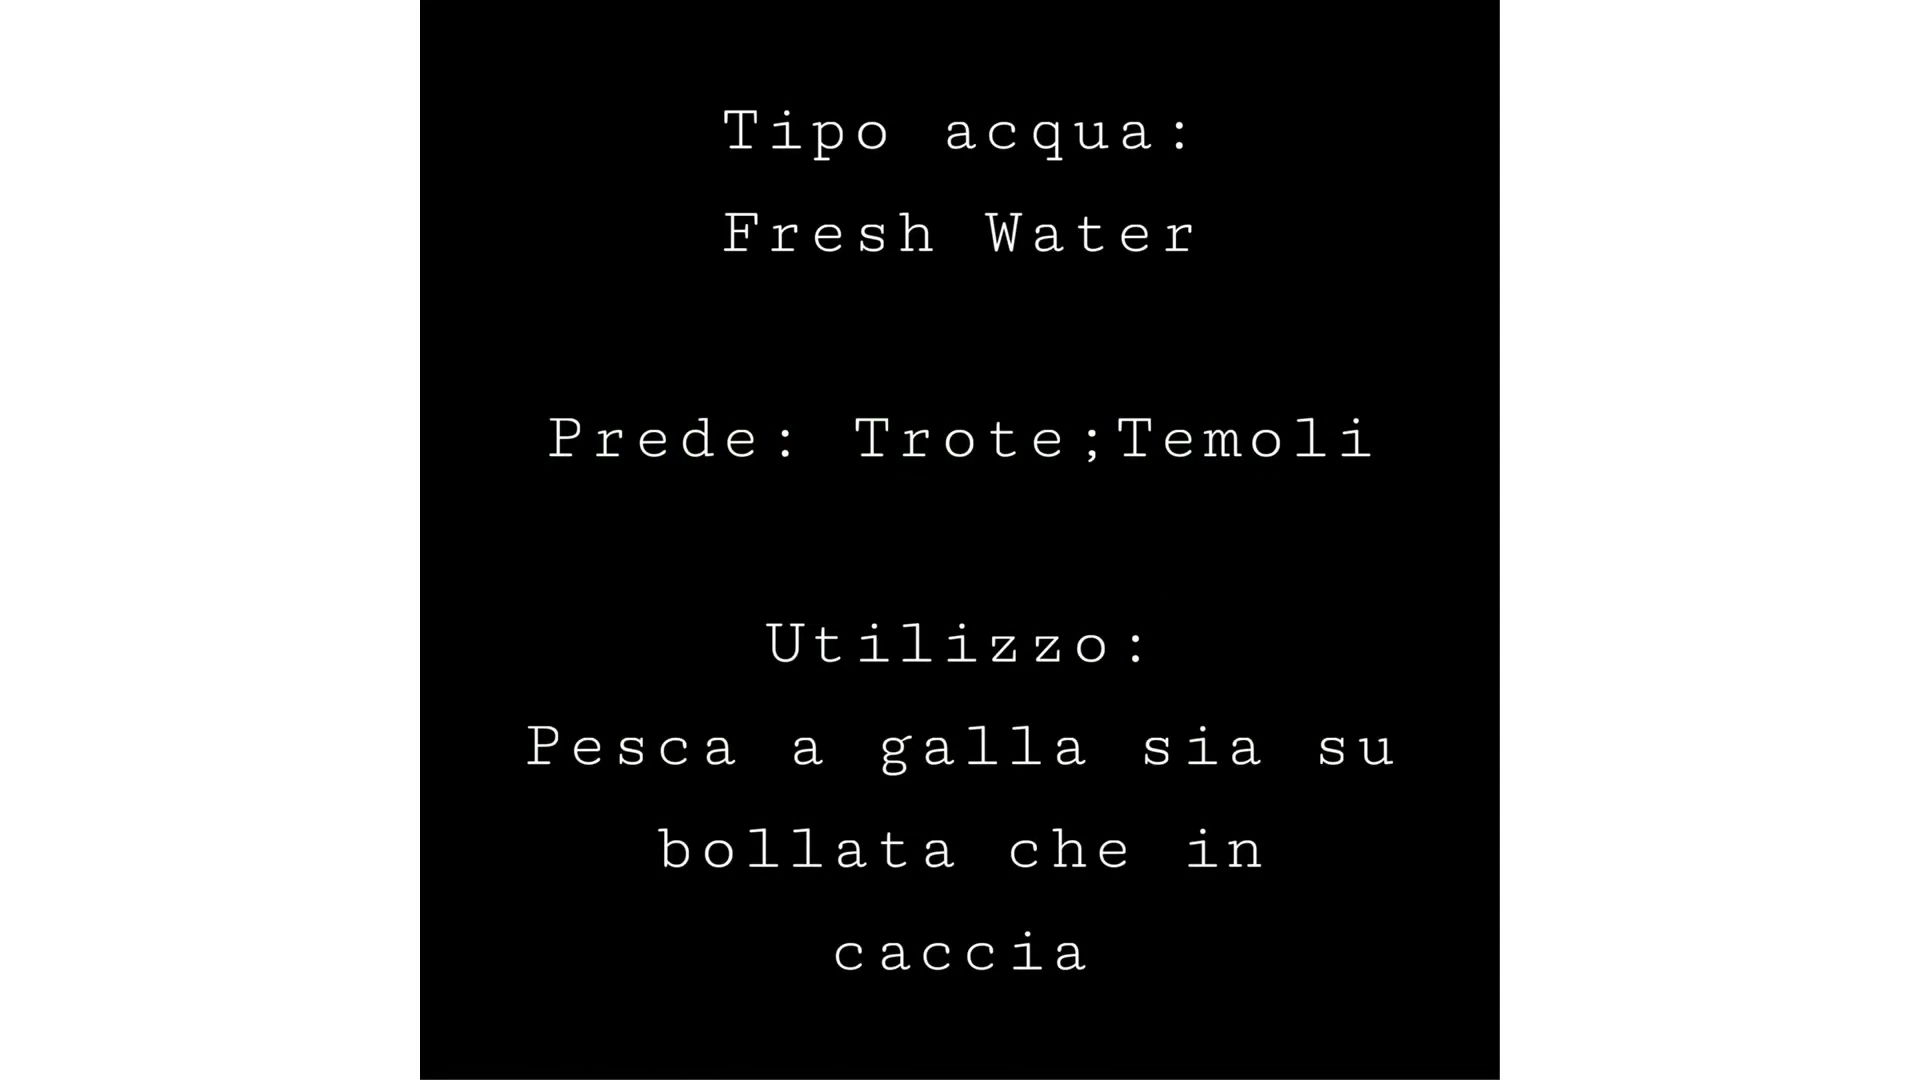 Tipo acqua:
Fresh Water
Prede: Trote;Temoli
Utilizzo:
Pesca a galla sia su
bollata che in
caccia